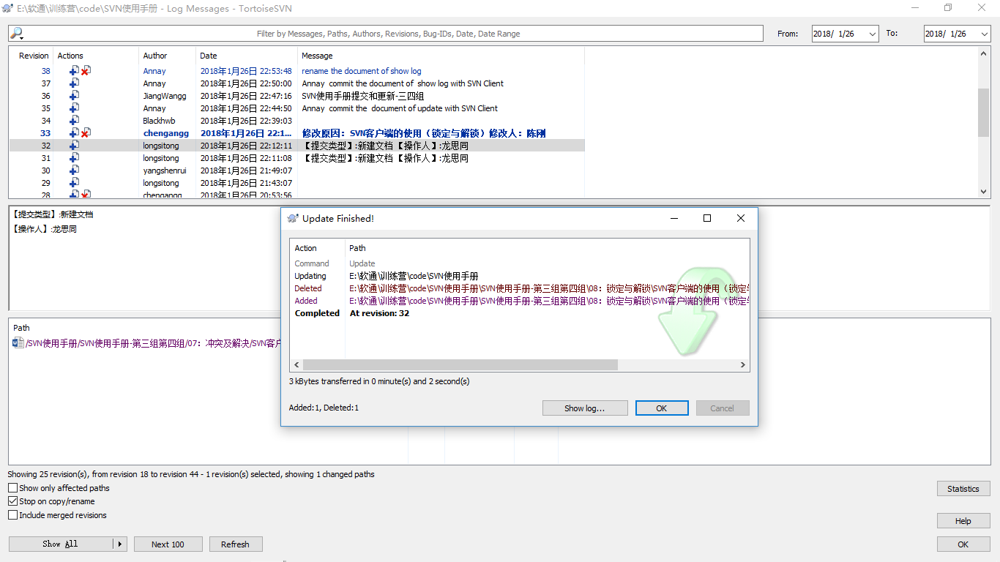 E:\软通\训练营\code\SVN使用手册 - Log Messages - TortoiseSVN
Filter by Messages, Paths, Authors, Revisions, Bug-IDs, Date, Date Range
From: 2018/ 1/26 To: 2018/ 1/26
Revision Actions Author Date Message
38 Annay 2018年1月26日 22:53:48 rename the document of show log
37 Annay 2018年1月26日 22:50:00 Annay commit the document of show log with SVN Client
36 JiangWangg 2018年1月26日 22:47:16 SVN使用手册提交和更新-三四组
35 Annay 2018年1月26日 22:44:50 Annay commit the document of update with SVN Client
34 Blackhwb 2018年1月26日 22:39:03
33 chengangg 2018年1月26日 22:1... 修改原因：SVN客户端的使用（锁定与解锁）修改人：陈刚
32 longsitong 2018年1月26日 22:12:11 【提交类型】:新建文档 【操作人】:龙思同
31 longsitong 2018年1月26日 22:11:08 【提交类型】:新建文档 【操作人】:龙思同
30 yangshenrui 2018年1月26日 21:49:07
29 longsitong 2018年1月26日 21:43:07
28 chengangg 2018年1月26日 20:53:56
【提交类型】:新建文档
【操作人】:龙思同
Path
/SVN使用手册/SVN使用手册-第三组第四组/07：冲突及解决/SVN客户
Update Finished!
Action Path
Command Update
Updating E:\软通\训练营\code\SVN使用手册
Deleted E:\软通\训练营\code\SVN使用手册\SVN使用手册-第三组第四组\08：锁定与解锁\SVN客户端的使用（锁定与
Added E:\软通\训练营\code\SVN使用手册\SVN使用手册-第三组第四组\08：锁定与解锁\SVN客户端的使用（锁定与
Completed At revision: 32
3 kBytes transferred in 0 minute(s) and 2 second(s)
Added:1, Deleted:1
Show log...
OK
Cancel
Showing 25 revision(s), from revision 18 to revision 44 - 1 revision(s) selected, showing 1 changed paths
Show only affected paths
Statistics
Stop on copy/rename
Include merged revisions
Help
Show All
Next 100
Refresh
OK